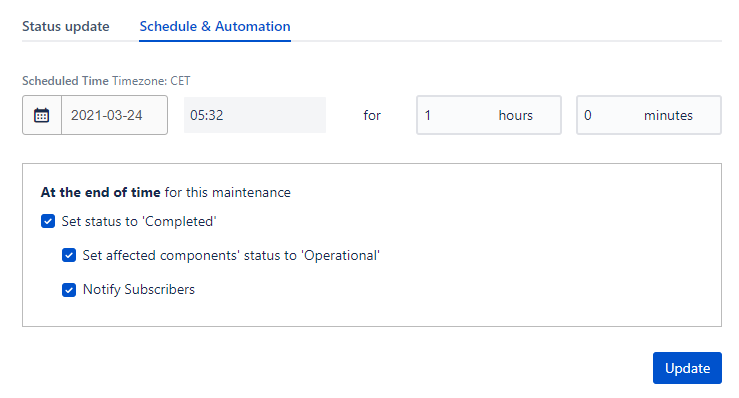 Status update Schedule & Automation
Scheduled Time Timezone: CET
2021-03-24 05:32 for 1 hours 0 minutes
At the end of time for this maintenance
Set status to 'Completed'
Set affected components' status to 'Operational'
Notify Subscribers
Update